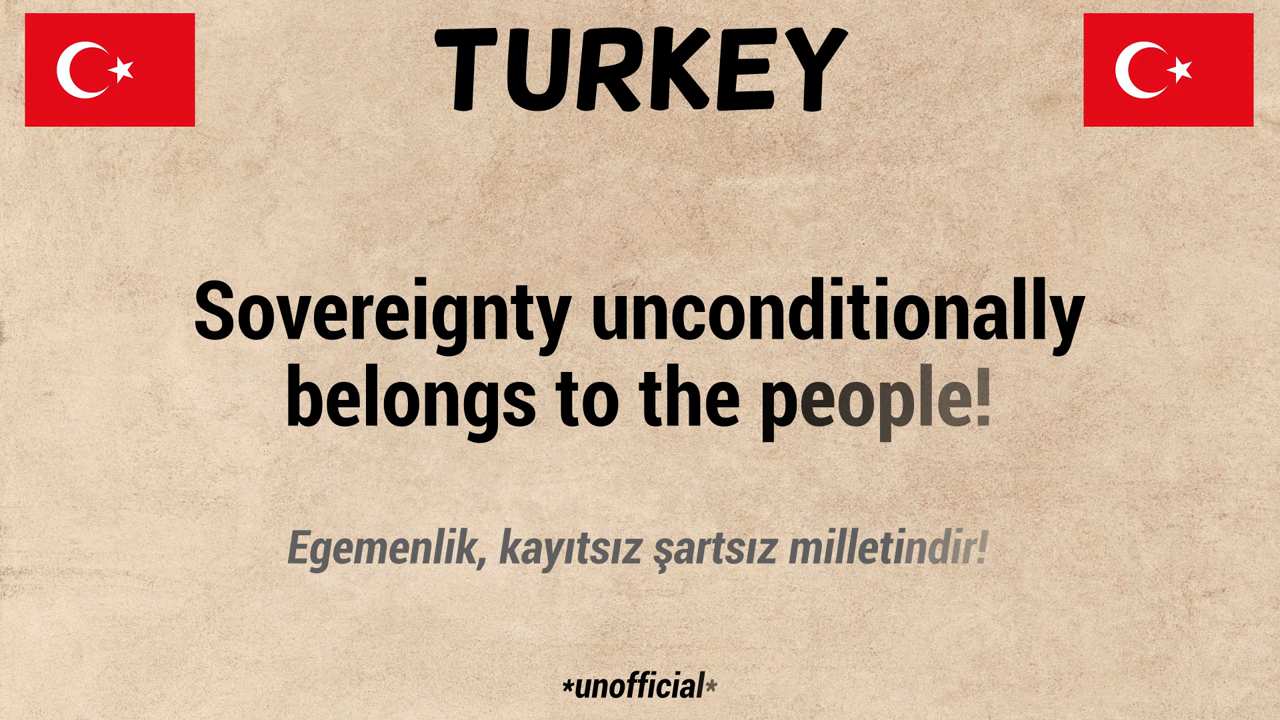 TURKEY
Sovereignty unconditionally
belongs to the people!
Egemenlik, kayıtsız şartsız milletindir!
*unofficial*